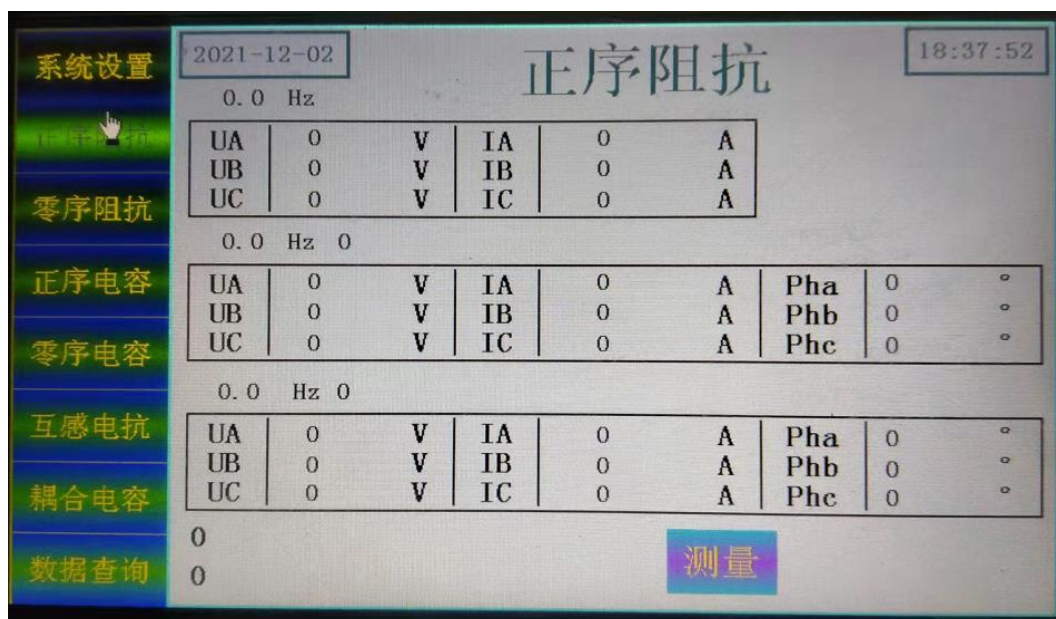 系统设置
正序阻抗
零序阻抗
正序电容
零序电容
互感电抗
耦合电容
数据查询
2021-12-02
正序阻抗
18:37:52
0.0 Hz
UA 0 V IA 0 A
UB 0 V IB 0 A
UC 0 V IC 0 A
0.0 Hz 0
UA 0 V IA 0 A Pha 0 °
UB 0 V IB 0 A Phb 0 °
UC 0 V IC 0 A Phc 0 °
0.0 Hz 0
UA 0 V IA 0 A Pha 0 °
UB 0 V IB 0 A Phb 0 °
UC 0 V IC 0 A Phc 0 °
0
0
测量